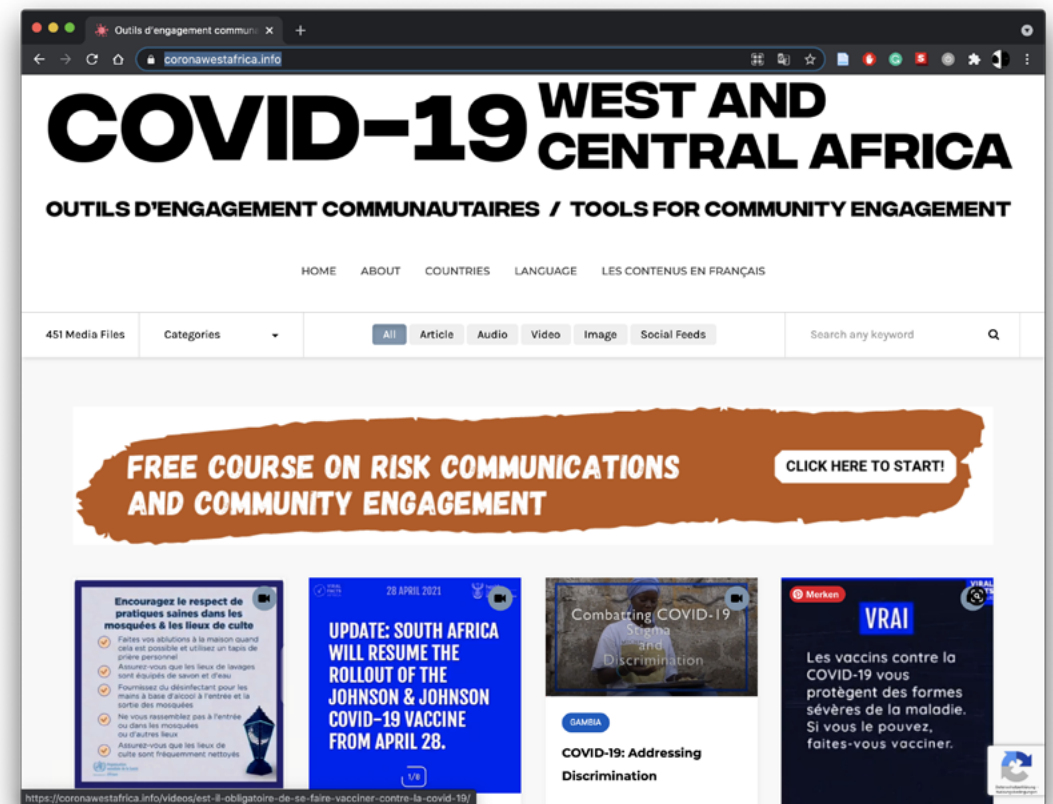 Outils d'engagement commun
coronawestafrica.info
COVID-19 WEST AND
CENTRAL AFRICA
OUTILS D'ENGAGEMENT COMMUNAUTAIRES / TOOLS FOR COMMUNITY ENGAGEMENT
HOME ABOUT COUNTRIES LANGUAGE LES CONTENUS EN FRANÇAIS
451 Media Files Categories All Article Audio Video Image Social Feeds Search any keyword
FREE COURSE ON RISK COMMUNICATIONS
AND COMMUNITY ENGAGEMENT
CLICK HERE TO START!
Encouragez le respect de
pratiques saines dans les
mosquées & les lieux de culte
Faites vos ablutions à la maison quand
cela est possible et utilisez un tapis de
prière personnel
Assurez-vous que les lieux de lavages
sont équipés de savon et d'eau
Fournissez du désinfectant pour les
mains à base d'alcool à l'entrée et la
sortie des mosquées
Ne vous rassemblez pas à l'entrée
ou dans les mosquées
ou d'autres lieux
Assurez-vous que les lieux de
culte sont fréquemment nettoyés
VIRAL
FACTS
28 APRIL 2021
UPDATE: SOUTH AFRICA
WILL RESUME THE
ROLLOUT OF THE
JOHNSON & JOHNSON
COVID-19 VACCINE
FROM APRIL 28.
1/8
Combatting COVID-19
Stigma
and
Discrimination
GAMBIA
COVID-19: Addressing
Discrimination
Merken
VIRAL
VRAI
Les vaccins contre la
COVID-19 vous
protègent des formes
sévères de la maladie.
Si vous le pouvez,
faites-vous vacciner.
https://coronawestafrica.info/videos/est-il-obligatoire-de-se-faire-vacciner-contre-la-covid-19/